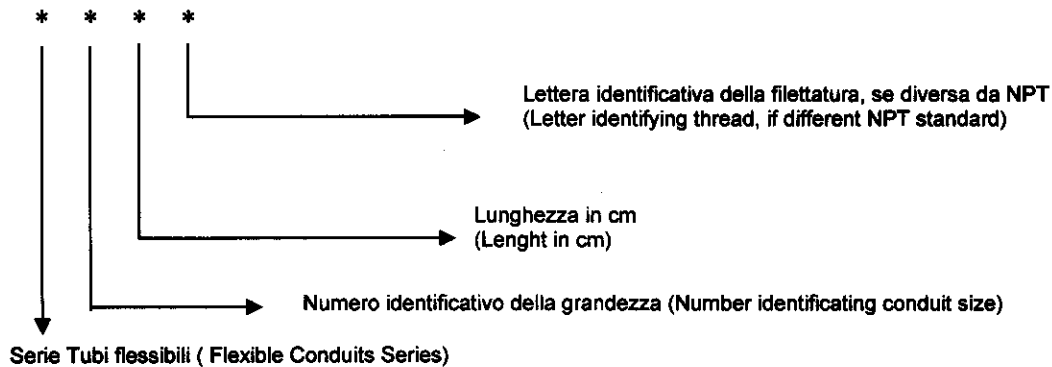 * * * *
Lettera identificativa della filettatura, se diversa da NPT
(Letter identifying thread, if different NPT standard)
Lunghezza in cm
(Lenght in cm)
Numero identificativo della grandezza (Number identificating conduit size)
Serie Tubi flessibili ( Flexible Conduits Series)